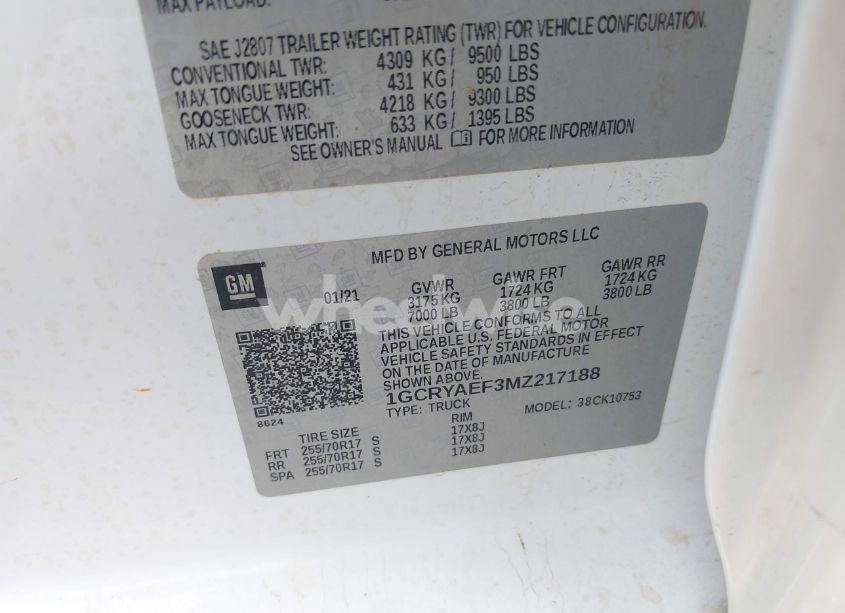 MAX PAYLOAD:
SAE J2807 TRAILER WEIGHT RATING (TWR) FOR VEHICLE CONFIGURATION.
CONVENTIONAL TWR: 4309 KG/ 9500 LBS
MAX TONGUE WEIGHT: 431 KG/ 950 LBS
GOOSENECK TWR: 4218 KG/ 9300 LBS
MAX TONGUE WEIGHT: 633 KG/ 1395 LBS
SEE OWNER'S MANUAL FOR MORE INFORMATION
MFD BY GENERAL MOTORS LLC
GM
01/21 GVWR GAWR FRT GAWR RR
3175 KG 1724 KG 1724 KG
7000 LB 3800 LB 3800 LB
THIS VEHICLE CONFORMS TO ALL
APPLICABLE U.S. FEDERAL MOTOR
VEHICLE SAFETY STANDARDS IN EFFECT
ON THE DATE OF MANUFACTURE
SHOWN ABOVE.
1GCRYAEF3MZ217188
TYPE: TRUCK MODEL: 38CK10753
8624
TIRE SIZE RIM
FRT 255/70R17 S 17X8J
RR 255/70R17 S 17X8J
SPA 255/70R17 S 17X8J